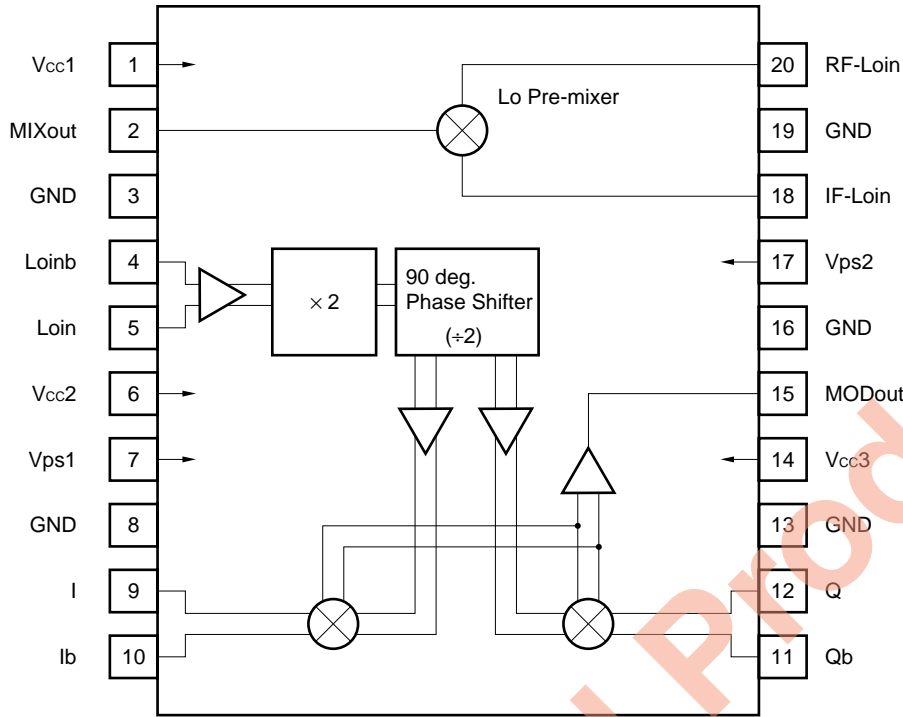 Vcc1 1 20 RF-Loin
Lo Pre-mixer
MIXout 2 19 GND
GND 3 18 IF-Loin
Loinb 4 17 Vps2
× 2
90 deg.
Phase Shifter
(÷2)
Loin 5 16 GND
Vcc2 6 15 MODout
Vps1 7 14 Vcc3
GND 8 13 GND
I 9 12 Q
Ib 10 11 Qb
l Prod